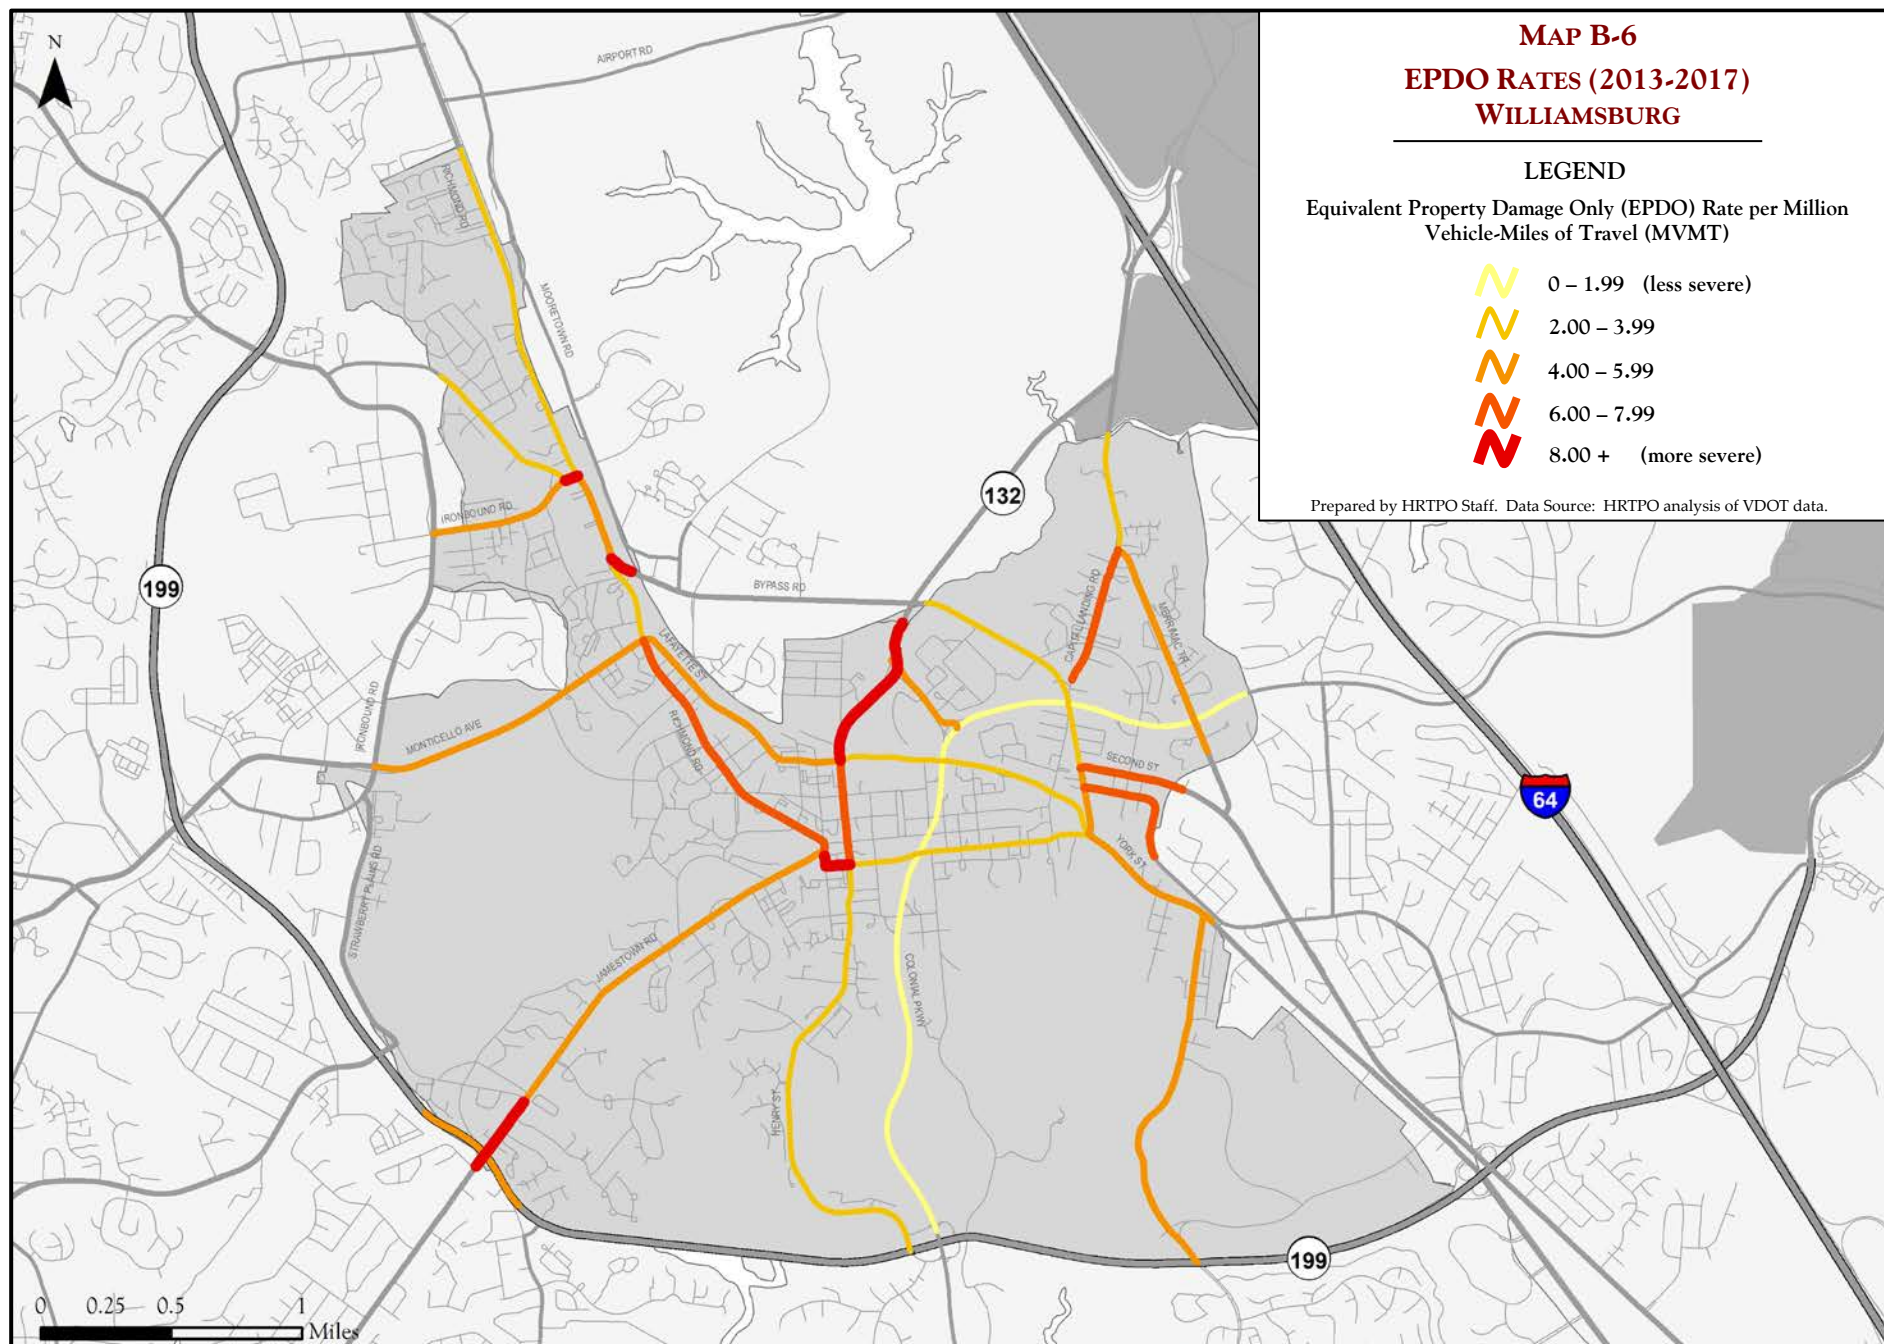 MAP B-6
EPDO RATES (2013-2017)
WILLIAMSBURG
LEGEND
Equivalent Property Damage Only (EPDO) Rate per Million
Vehicle-Miles of Travel (MVMT)
0 – 1.99 (less severe)
2.00 – 3.99
4.00 – 5.99
6.00 – 7.99
8.00 + (more severe)
Prepared by HRTPO Staff. Data Source: HRTPO analysis of VDOT data.
N
AIRPORT RD
RICHMOND RD
MOORETOWN RD
132
IRONBOUND RD
199
BYPASS RD
CAPITAL LANDING RD
MERRIMAC TR
LAFAYETTE ST
IRONBOUND RD
MONTICELLO AVE
RICHMOND RD
SECOND ST
64
YORK ST
STRAWBERRY PLAINS RD
JAMESTOWN RD
COLONIAL PKWY
HENRY ST
199
0 0.25 0.5 1
Miles